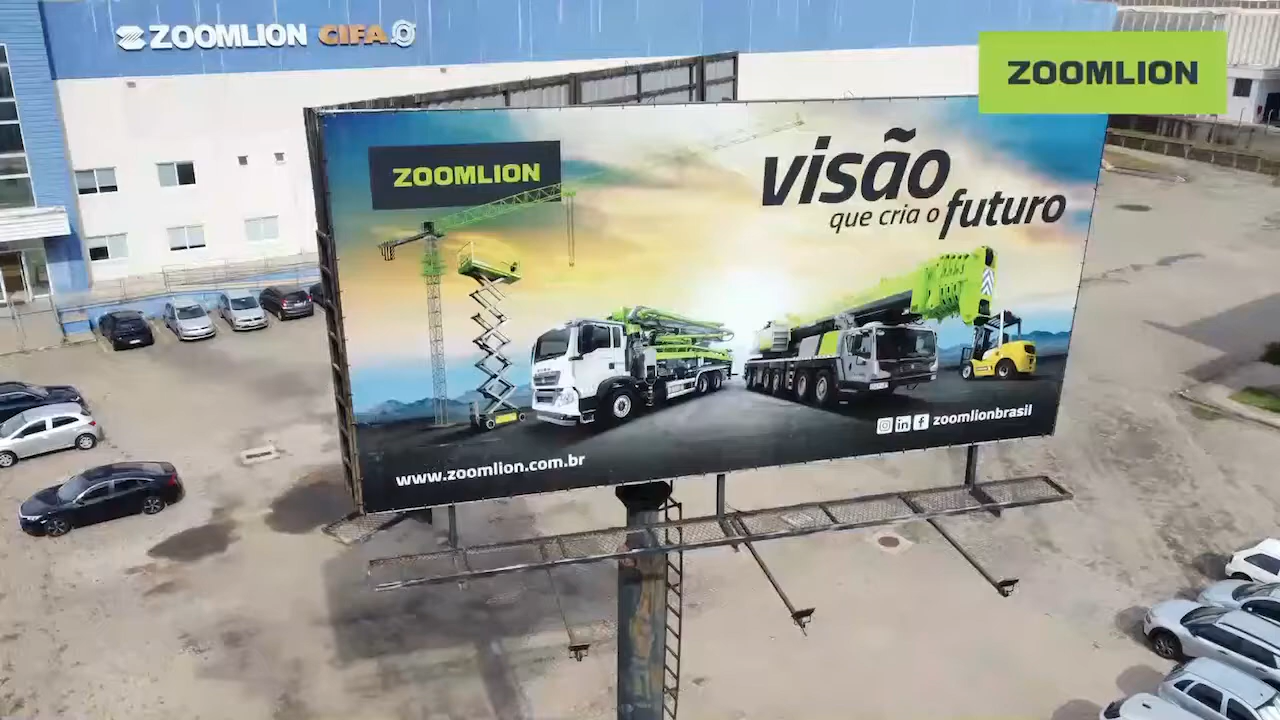 ZOOMLION CIFA
ZOOMLION
ZOOMLION
visão
que cria o futuro
zoomlionbrasil
www.zoomlion.com.br